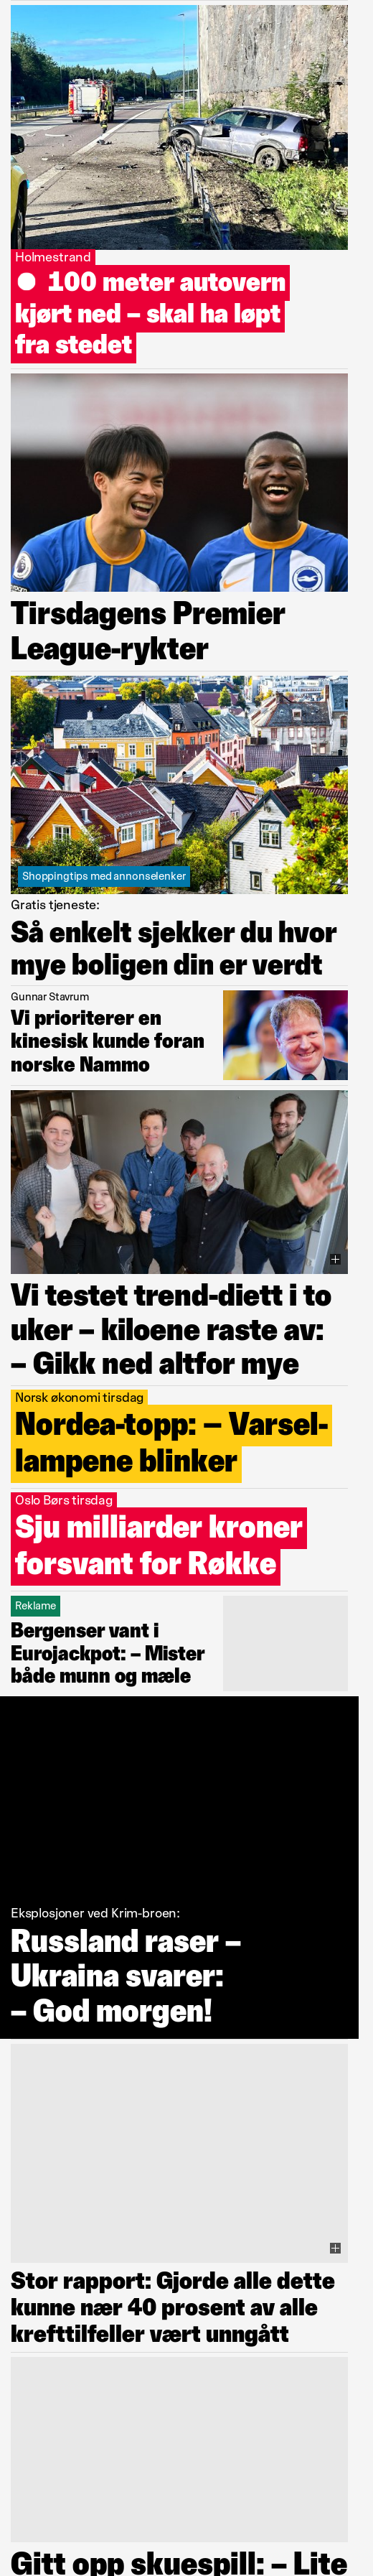 Holmestrand
100 meter autovern
kjørt ned – skal ha løpt
fra stedet
Tirsdagens Premier
League-rykter
Shoppingtips med annonselenker
Gratis tjeneste:
Så enkelt sjekker du hvor
mye boligen din er verdt
Gunnar Stavrum
Vi prioriterer en
kinesisk kunde foran
norske Nammo
Vi testet trend-diett i to
uker – kiloene raste av:
– Gikk ned altfor mye
Norsk økonomi tirsdag
Nordea-topp: – Varsel-
lampene blinker
Oslo Børs tirsdag
Sju milliarder kroner
forsvant for Røkke
Reklame
Bergenser vant i
Eurojackpot: – Mister
både munn og mæle
Eksplosjoner ved Krim-broen:
Russland raser –
Ukraina svarer:
– God morgen!
Stor rapport: Gjorde alle dette
kunne nær 40 prosent av alle
krefttilfeller vært unngått
Gitt opp skuespill: – Lite